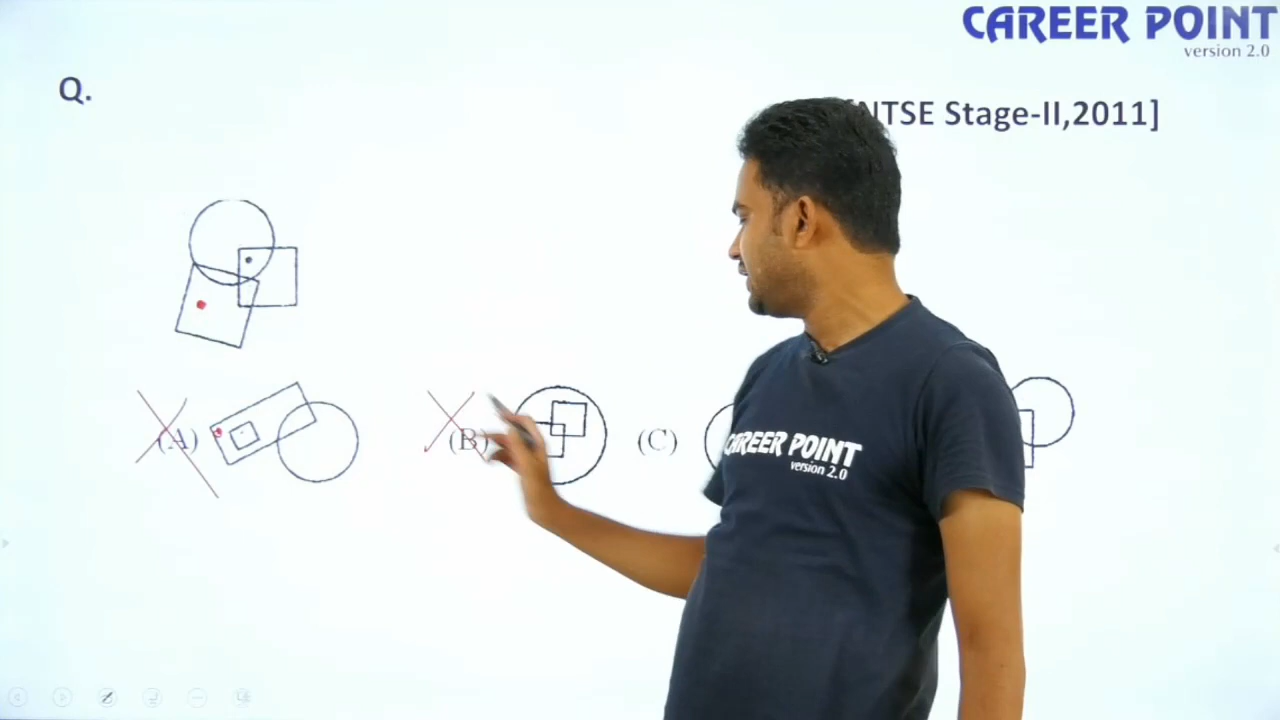 CAREER POINT
version 2.0
Q.
NTSE Stage-II,2011]
(A)
(B)
(C)
CAREER POINT
version 2.0